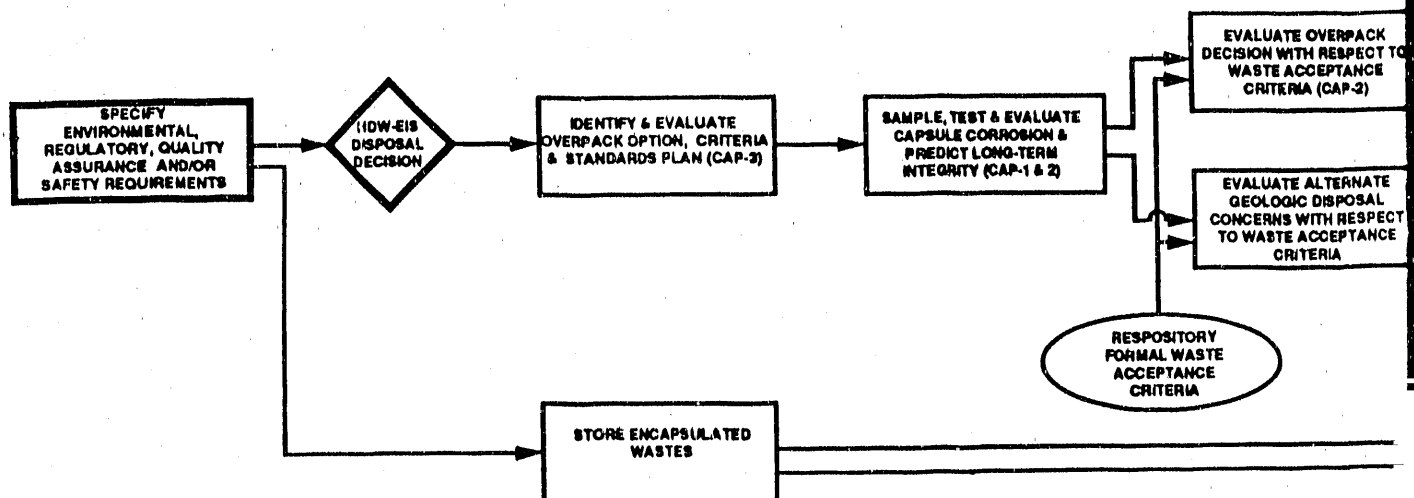 SPECIFY
ENVIRONMENTAL,
REGULATORY, QUALITY
ASSURANCE AND/OR
SAFETY REQUIREMENTS
HDW-EIS
DISPOSAL
DECISION
IDENTIFY & EVALUATE
OVERPACK OPTION, CRITERIA
& STANDARDS PLAN (CAP-3)
SAMPLE, TEST & EVALUATE
CAPSULE CORROSION &
PREDICT LONG-TERM
INTEGRITY (CAP-1 & 2)
EVALUATE OVERPACK
DECISION WITH RESPECT TO
WASTE ACCEPTANCE
CRITERIA (CAP-2)
EVALUATE ALTERNATE
GEOLOGIC DISPOSAL
CONCERNS WITH RESPECT
TO WASTE ACCEPTANCE
CRITERIA
RESPOSITORY
FORMAL WASTE
ACCEPTANCE
CRITERIA
STORE ENCAPSULATED
WASTES